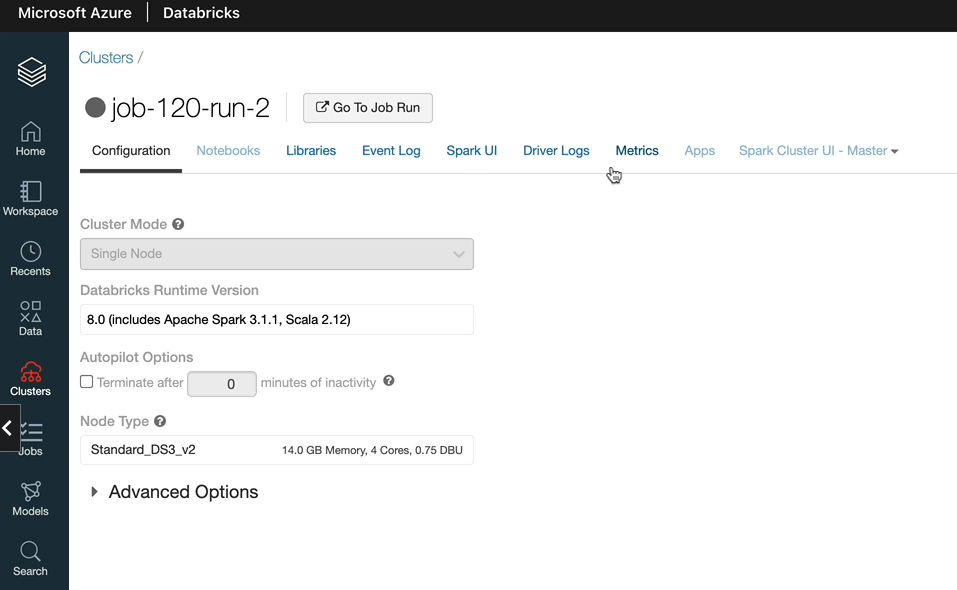 Microsoft Azure | Databricks
Clusters /
job-120-run-2
Go To Job Run
Configuration Notebooks Libraries Event Log Spark UI Driver Logs Metrics Apps Spark Cluster UI - Master
Home
Workspace
Recents
Data
Clusters
Jobs
Models
Search
Cluster Mode
Single Node
Databricks Runtime Version
8.0 (includes Apache Spark 3.1.1, Scala 2.12)
Autopilot Options
Terminate after 0 minutes of inactivity
Node Type
Standard_DS3_v2 14.0 GB Memory, 4 Cores, 0.75 DBU
Advanced Options